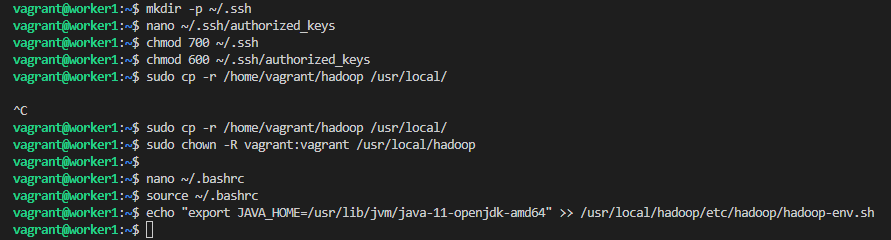 vagrant@worker1:~$ mkdir -p ~/.ssh
vagrant@worker1:~$ nano ~/.ssh/authorized_keys
vagrant@worker1:~$ chmod 700 ~/.ssh
vagrant@worker1:~$ chmod 600 ~/.ssh/authorized_keys
vagrant@worker1:~$ sudo cp -r /home/vagrant/hadoop /usr/local/
^C
vagrant@worker1:~$ sudo cp -r /home/vagrant/hadoop /usr/local/
vagrant@worker1:~$ sudo chown -R vagrant:vagrant /usr/local/hadoop
vagrant@worker1:~$
vagrant@worker1:~$ nano ~/.bashrc
vagrant@worker1:~$ source ~/.bashrc
vagrant@worker1:~$ echo "export JAVA_HOME=/usr/lib/jvm/java-11-openjdk-amd64" >> /usr/local/hadoop/etc/hadoop/hadoop-env.sh
vagrant@worker1:~$